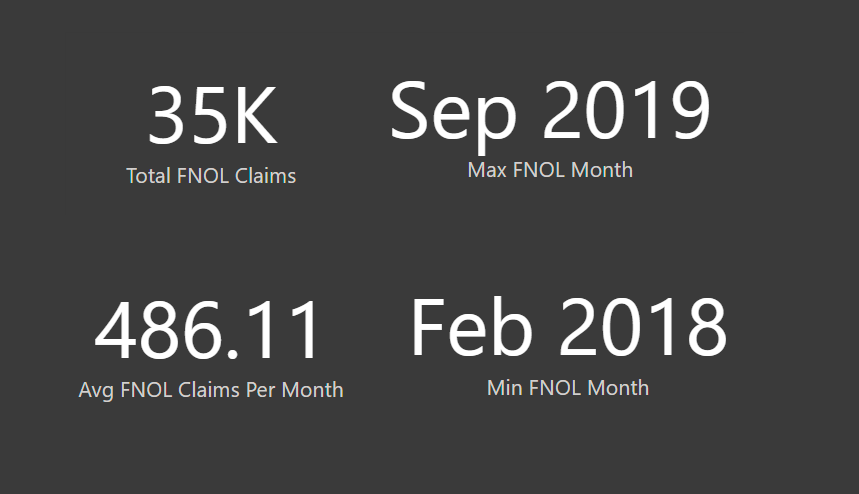 35K
Total FNOL Claims
Sep 2019
Max FNOL Month
486.11
Avg FNOL Claims Per Month
Feb 2018
Min FNOL Month